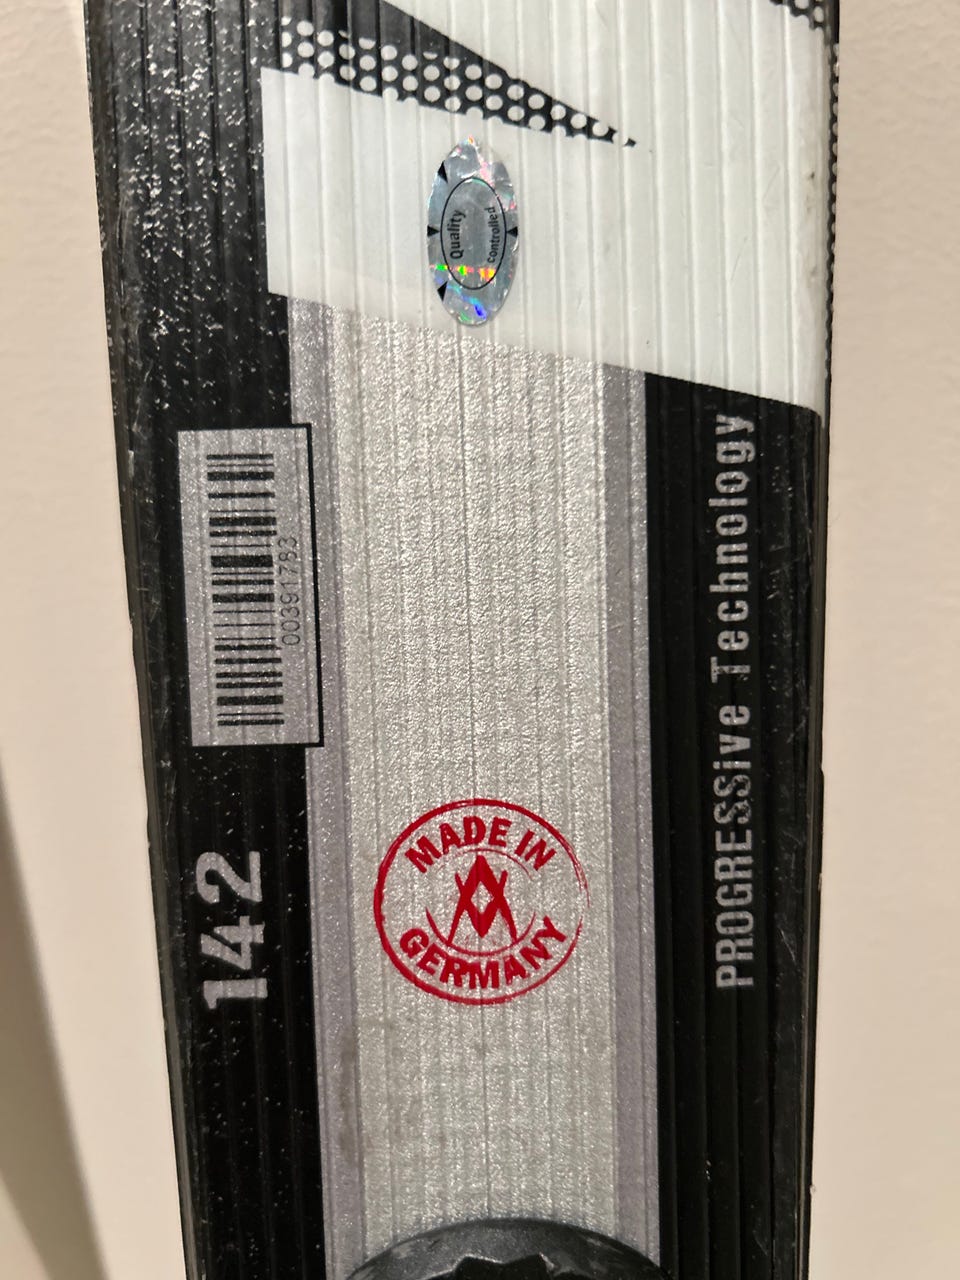 Quality
controlled
00391783
142
MADE IN
GERMANY
PROGRESSive Technology